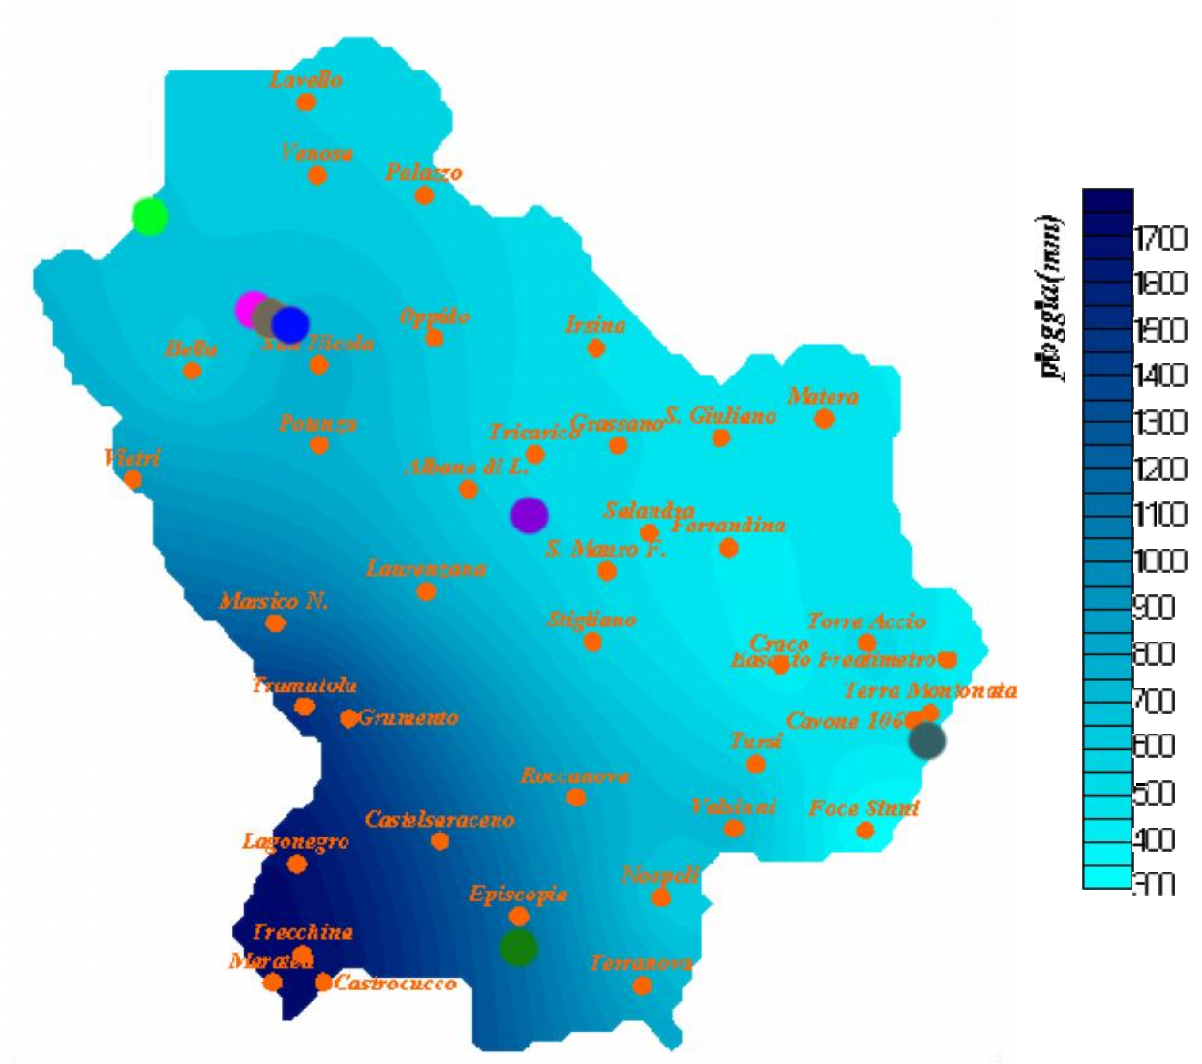 Lavello
Venosa
Palazzo
Oppido
Irsina
Bella
San Nicola
Matera
S. Giuliano
Grassano
Tricarico
Potenza
Vietri
Albano di L.
Salandra
Ferrandina
S. Mauro F.
Laurenzana
Marsico N.
Stigliano
Torre Accio
Craco
Basento Freatimetro
Terra Montonata
Tramutola
Grumento
Cavone 106
Tursi
Roccanova
Valsinni
Foce Sinni
Castelsaraceno
Lagonegro
Noepoli
Episcopia
Trecchina
Maratea
Castrocucco
Terranova
pioggia(mm)
1700
1600
1500
1400
1300
1200
1100
1000
900
800
700
600
500
400
300